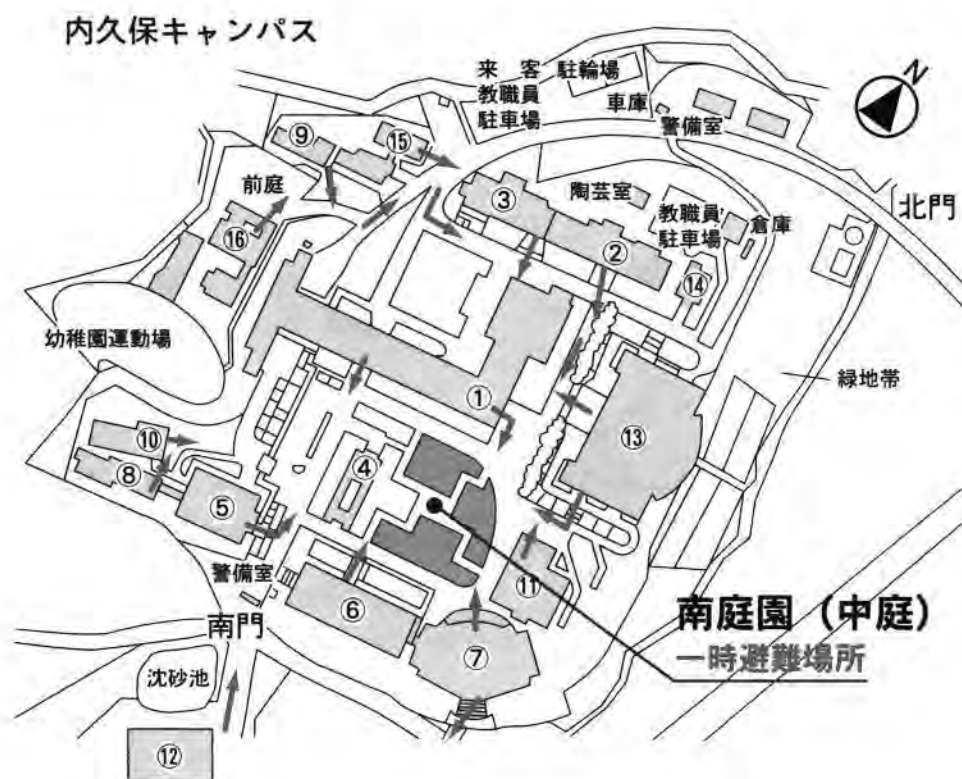 内久保キャンパス
N
来客
教職員
駐車場
駐輪場
車庫
警備室
北門
⑨
⑮
前庭
③
陶芸室
教職員
駐車場
倉庫
⑯
②
⑭
幼稚園運動場
緑地帯
①
⑬
⑩
④
⑧
⑤
警備室
⑪
⑥
南庭園（中庭）
一時避難場所
南門
⑦
沈砂池
⑫